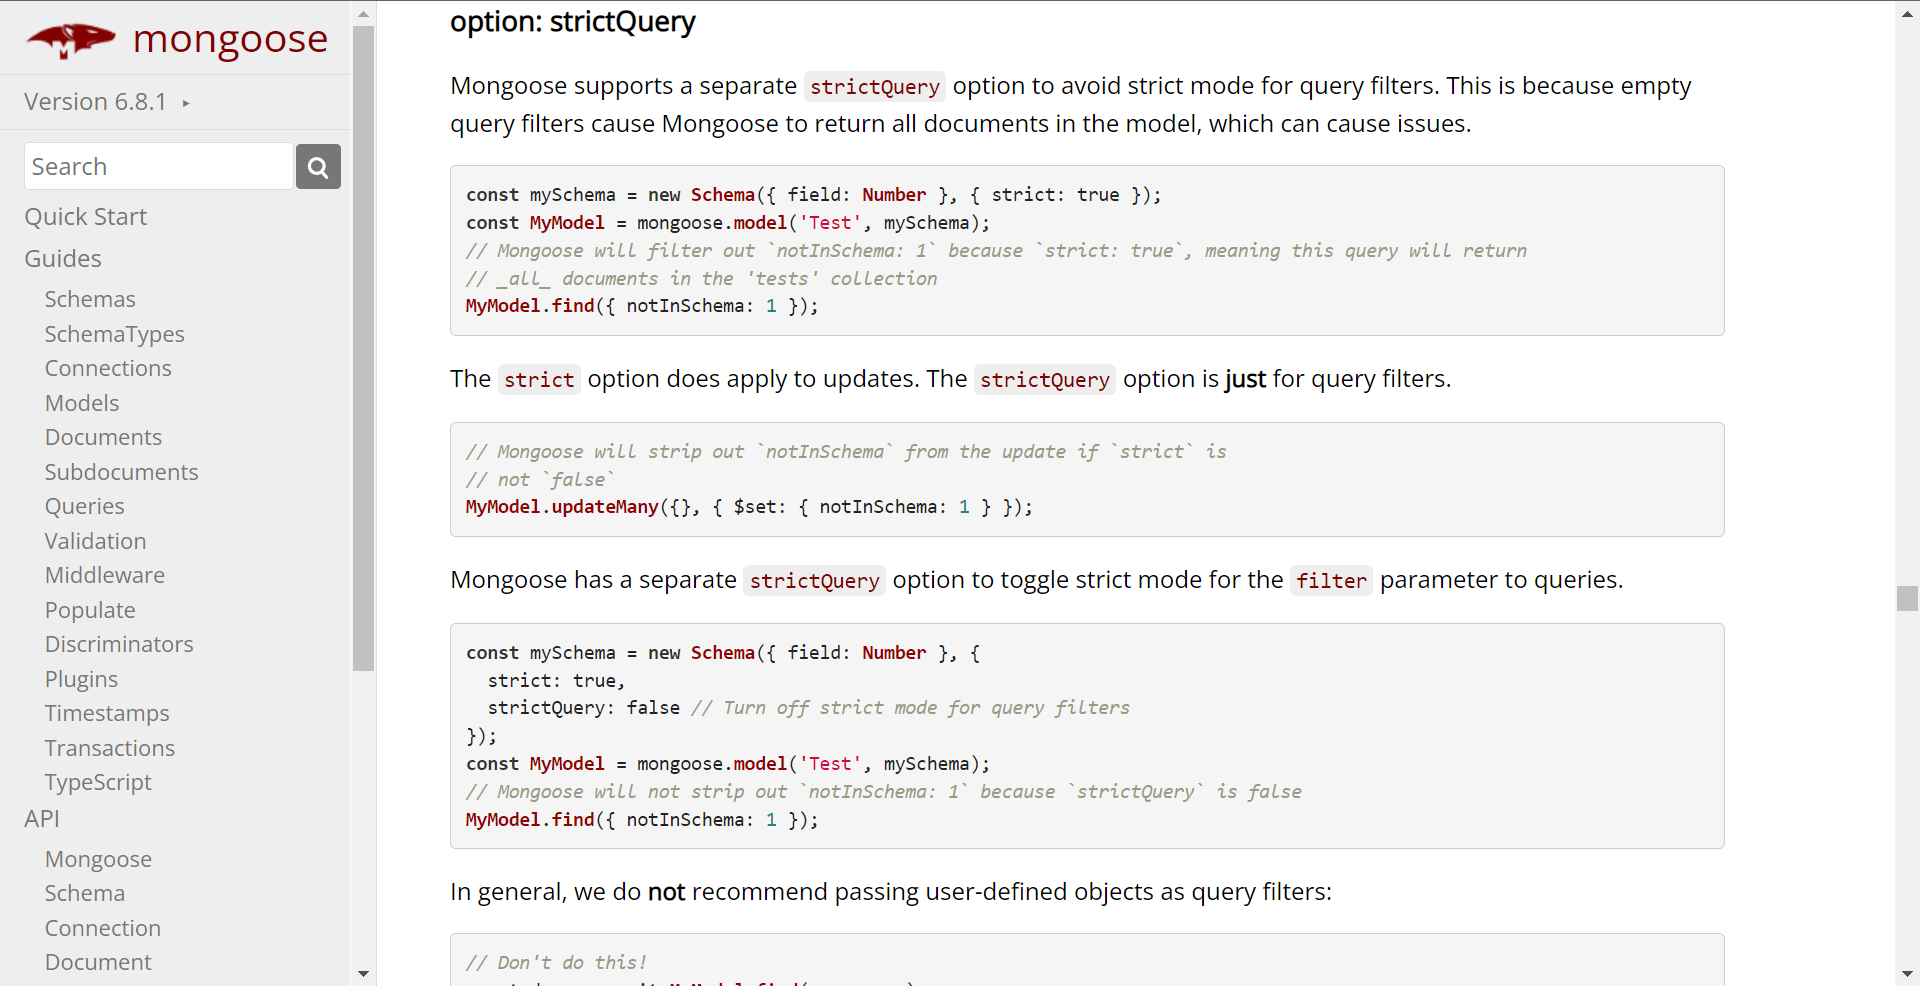 mongoose
Version 6.8.1 ▸
Search
Quick Start
Guides
Schemas
SchemaTypes
Connections
Models
Documents
Subdocuments
Queries
Validation
Middleware
Populate
Discriminators
Plugins
Timestamps
Transactions
TypeScript
API
Mongoose
Schema
Connection
Document
option: strictQuery
Mongoose supports a separate strictQuery option to avoid strict mode for query filters. This is because empty
query filters cause Mongoose to return all documents in the model, which can cause issues.
const mySchema = new Schema({ field: Number }, { strict: true });
const MyModel = mongoose.model('Test', mySchema);
// Mongoose will filter out `notInSchema: 1` because `strict: true`, meaning this query will return
// _all_ documents in the 'tests' collection
MyModel.find({ notInSchema: 1 });
The strict option does apply to updates. The strictQuery option is just for query filters.
// Mongoose will strip out `notInSchema` from the update if `strict` is
// not `false`
MyModel.updateMany({}, { $set: { notInSchema: 1 } });
Mongoose has a separate strictQuery option to toggle strict mode for the filter parameter to queries.
const mySchema = new Schema({ field: Number }, {
  strict: true,
  strictQuery: false // Turn off strict mode for query filters
});
const MyModel = mongoose.model('Test', mySchema);
// Mongoose will not strip out `notInSchema: 1` because `strictQuery` is false
MyModel.find({ notInSchema: 1 });
In general, we do not recommend passing user-defined objects as query filters:
// Don't do this!